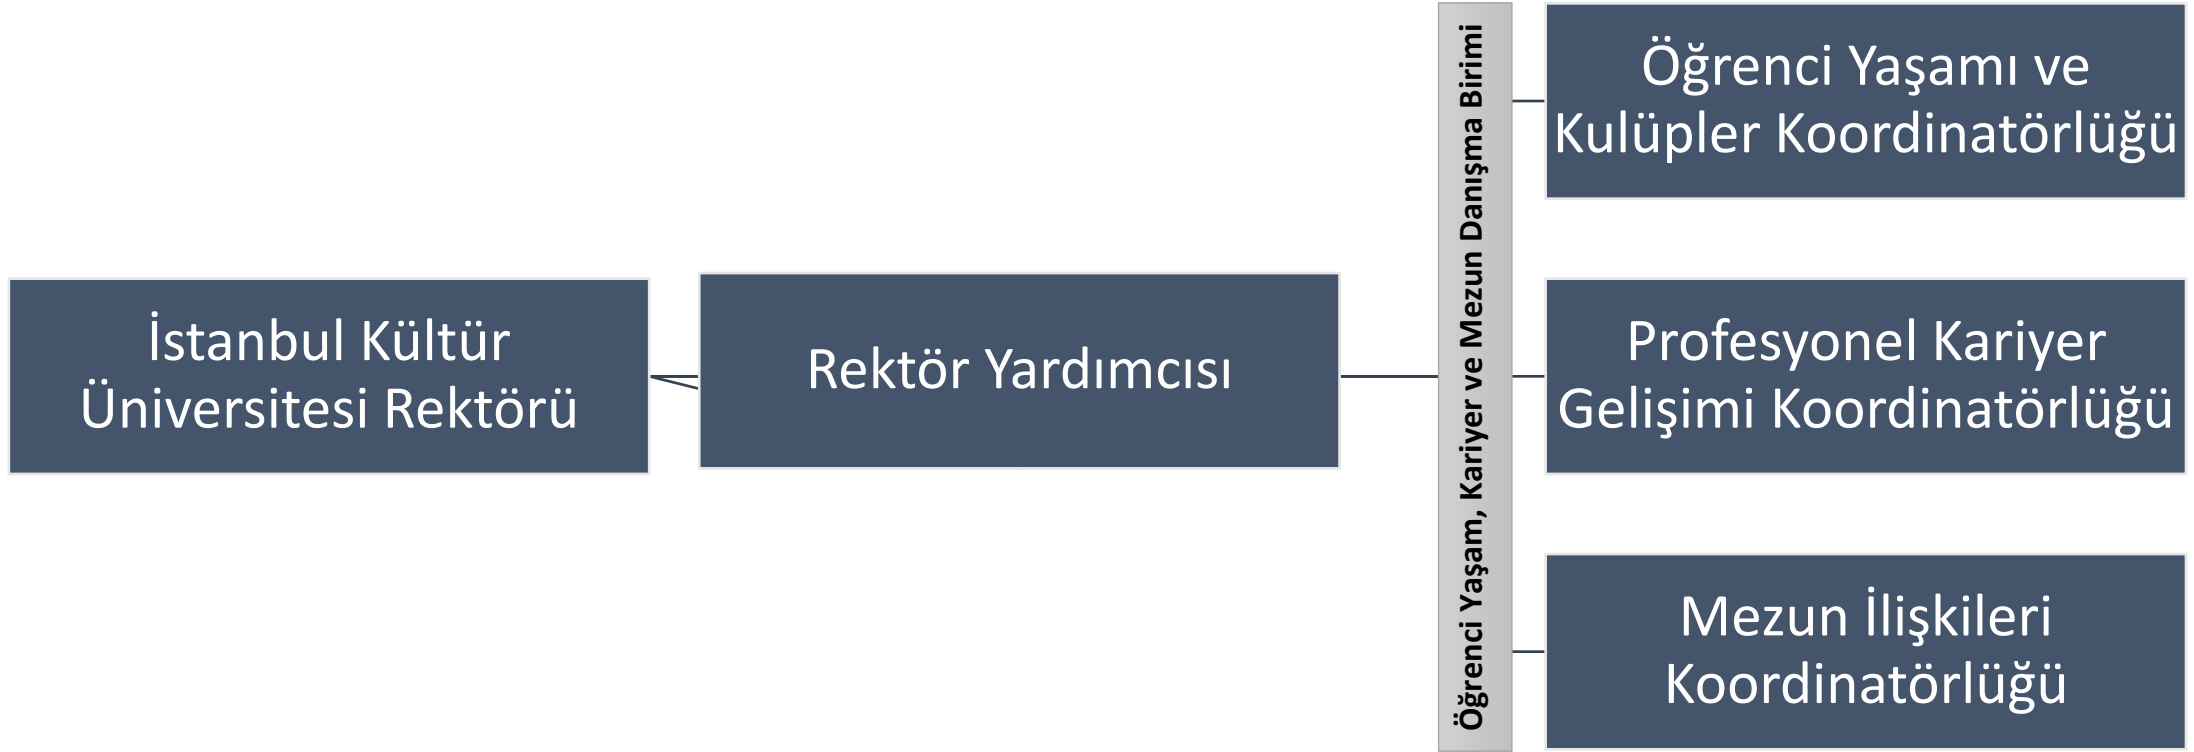 İstanbul Kültür
Üniversitesi Rektörü
Rektör Yardımcısı
Öğrenci Yaşam, Kariyer ve Mezun Danışma Birimi
Öğrenci Yaşamı ve
Kulüpler Koordinatörlüğü
Profesyonel Kariyer
Gelişimi Koordinatörlüğü
Mezun İlişkileri
Koordinatörlüğü